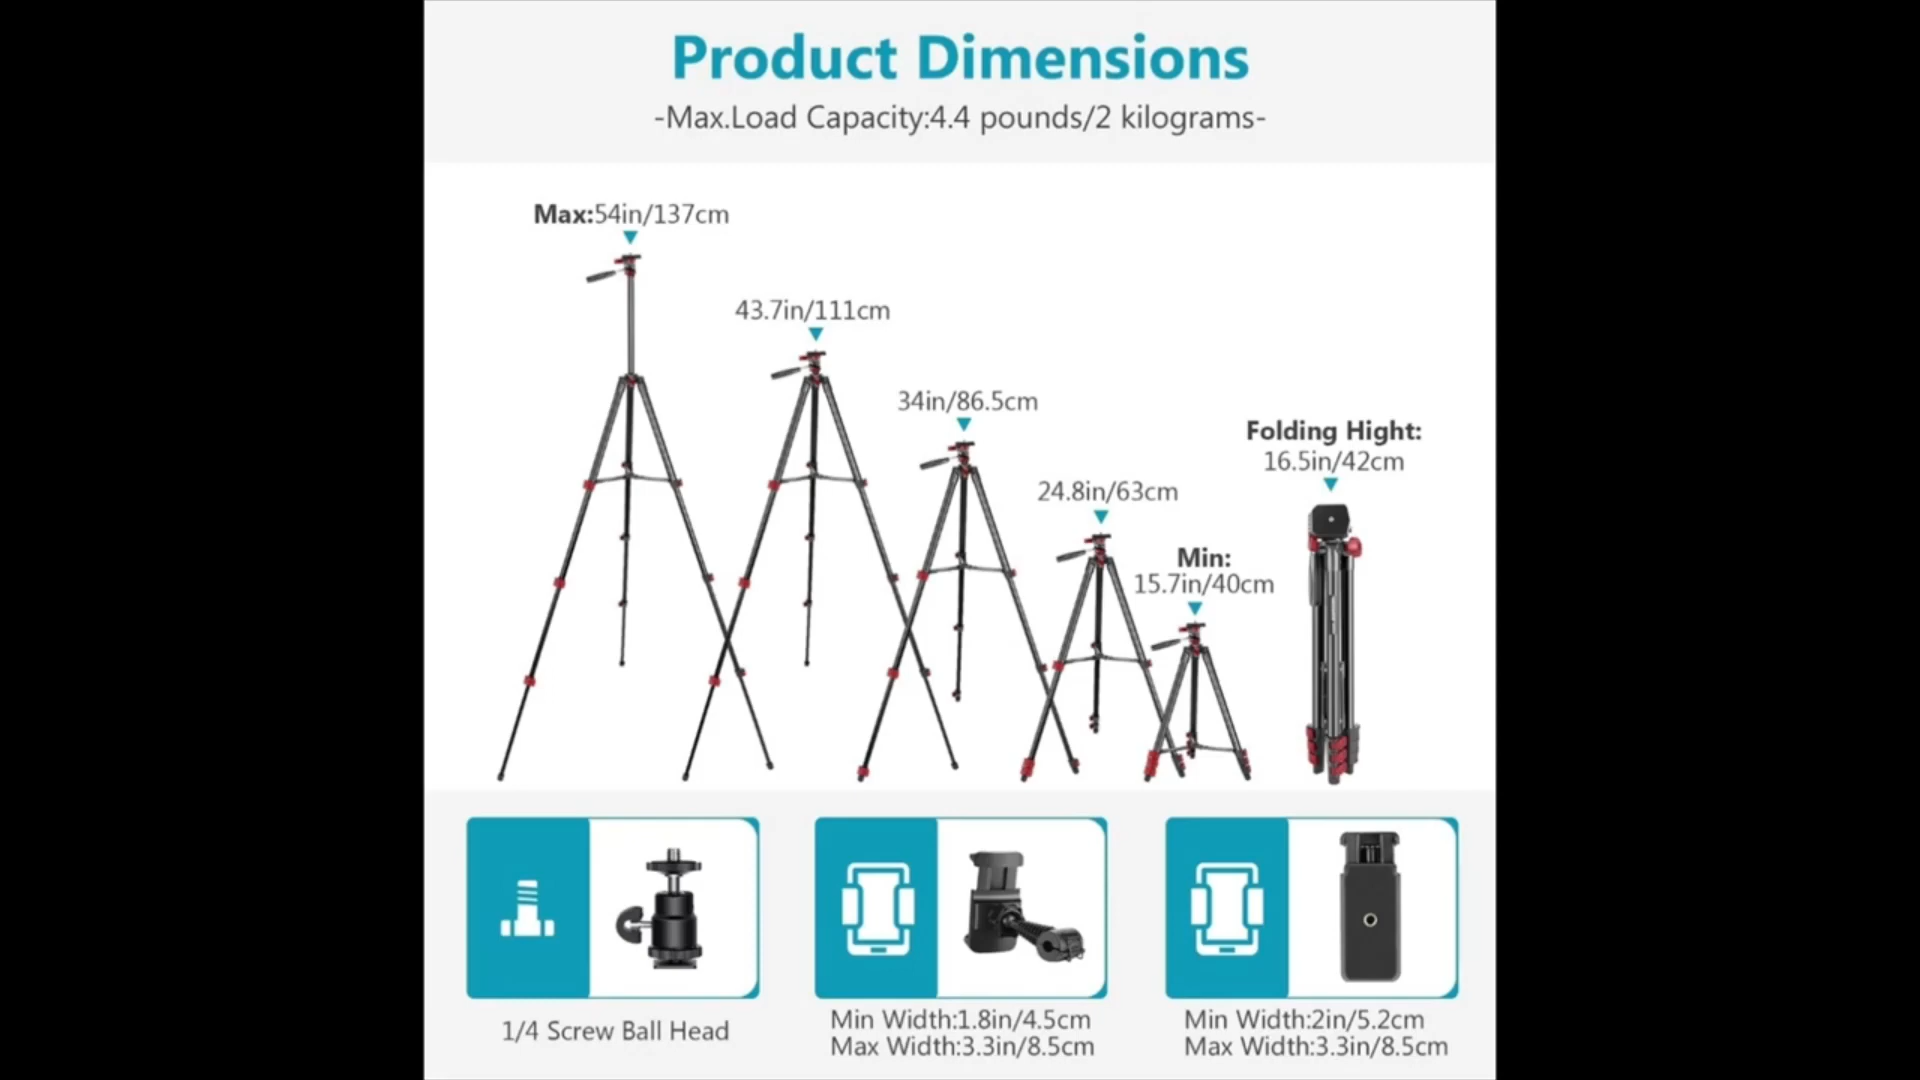 Product Dimensions
-Max.Load Capacity:4.4 pounds/2 kilograms-
Max:54in/137cm
43.7in/111cm
34in/86.5cm
24.8in/63cm
Min:
15.7in/40cm
Folding Hight:
16.5in/42cm
1/4 Screw Ball Head
Min Width:1.8in/4.5cm
Max Width:3.3in/8.5cm
Min Width:2in/5.2cm
Max Width:3.3in/8.5cm